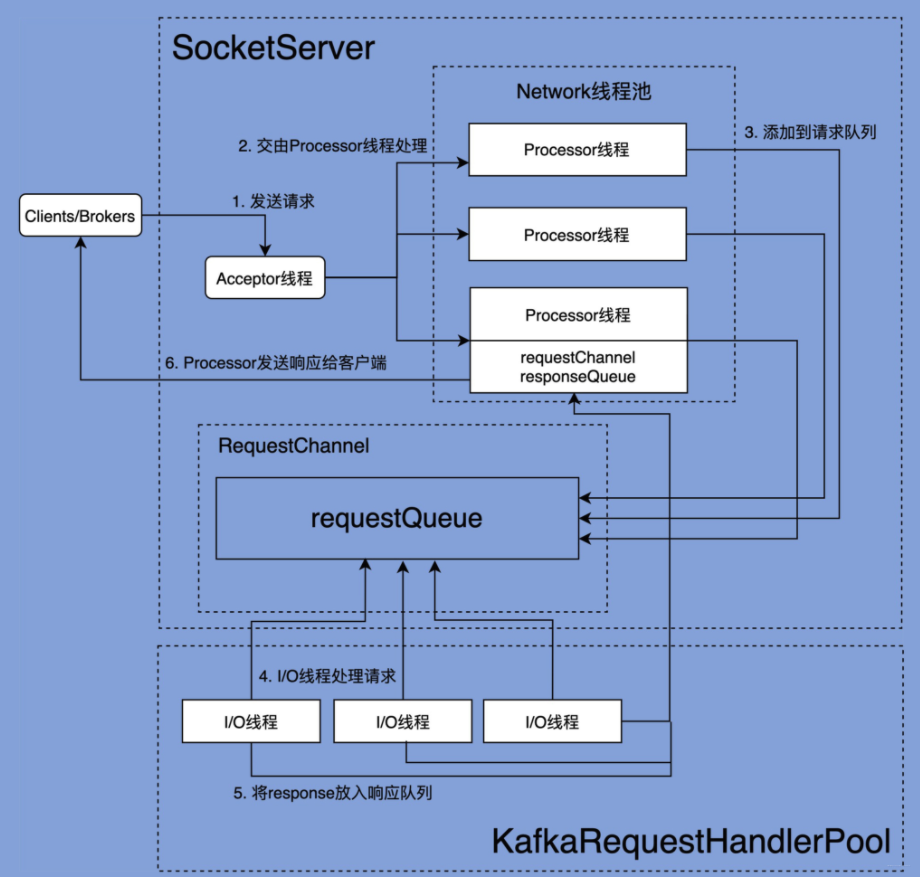 SocketServer
Network线程池
2. 交由Processor线程处理
Processor线程
3. 添加到请求队列
Clients/Brokers
1. 发送请求
Processor线程
Acceptor线程
Processor线程
6. Processor发送响应给客户端
requestChannel
responseQueue
RequestChannel
requestQueue
4. I/O线程处理请求
I/O线程
I/O线程
I/O线程
5. 将response放入响应队列
KafkaRequestHandlerPool